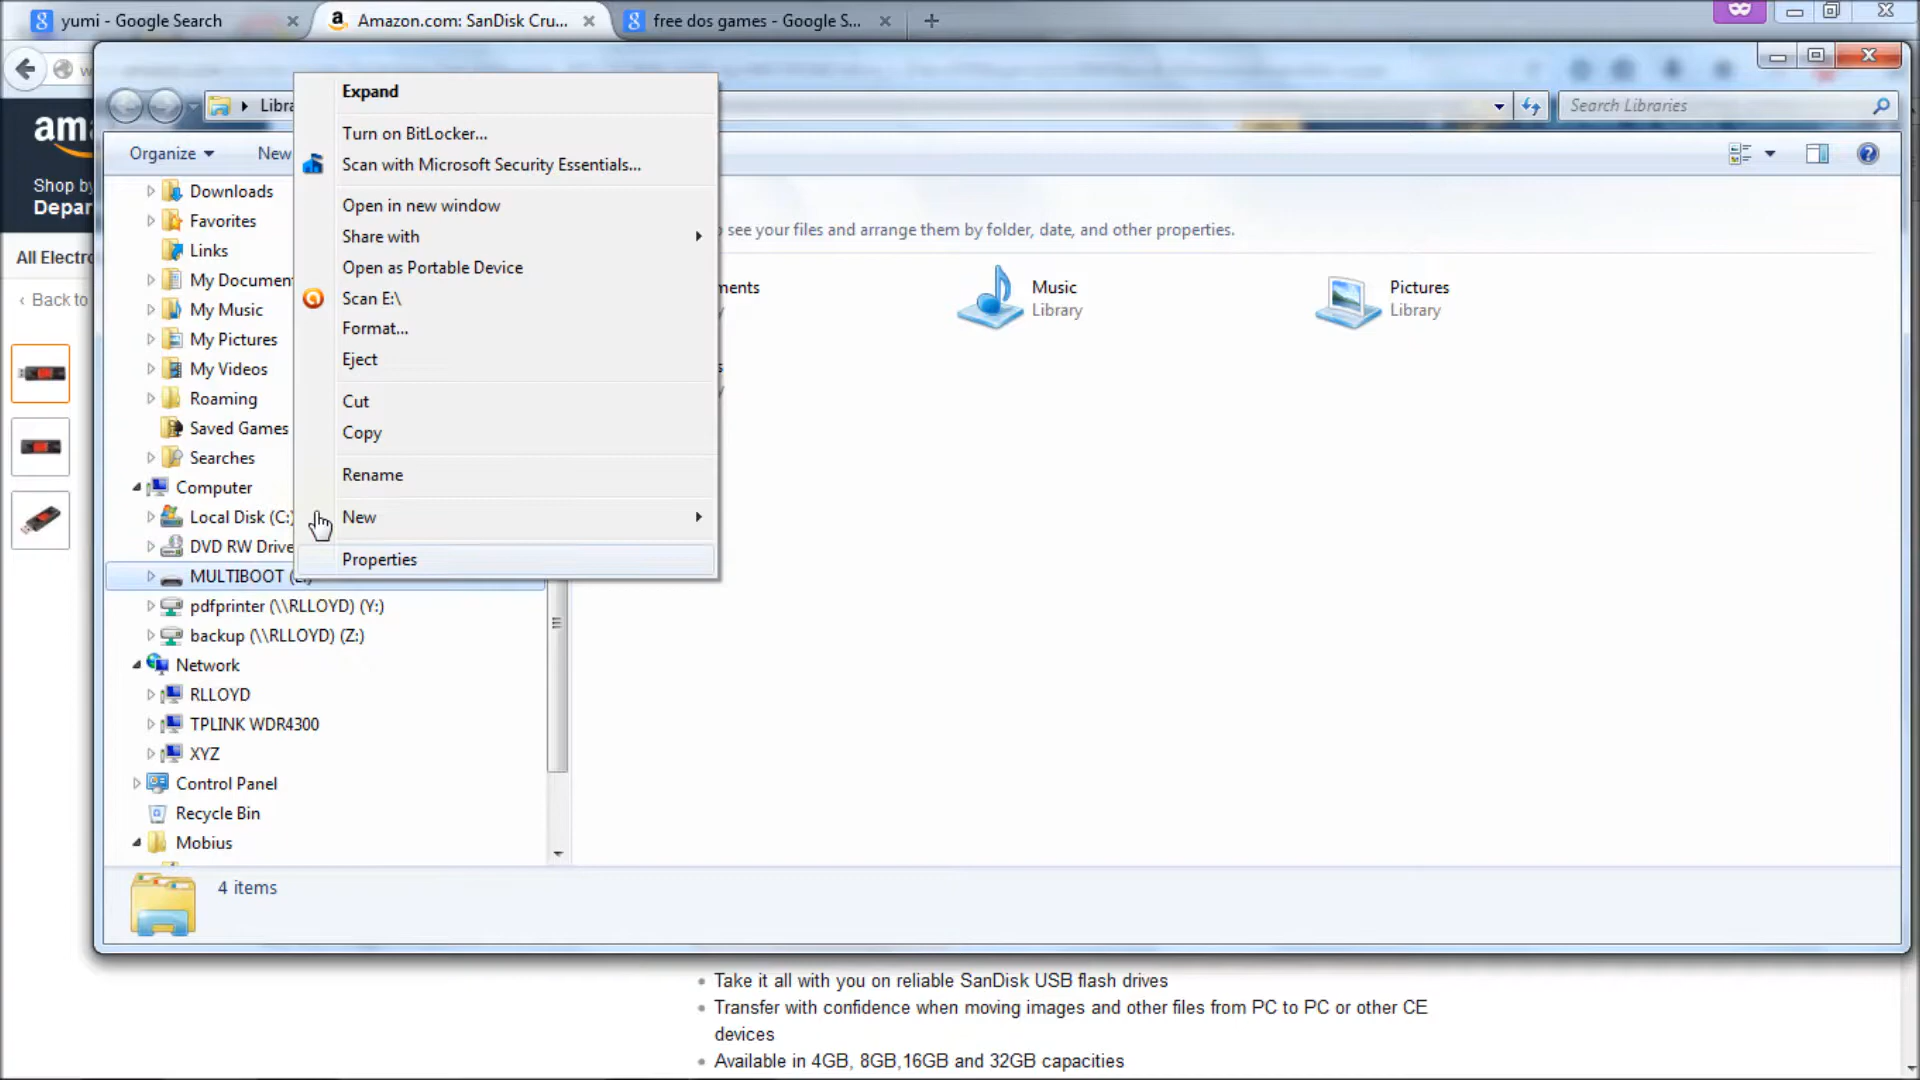 yumi - Google Search
Amazon.com: SanDisk Cru...
free dos games - Google S...
Search Libraries
Organize
New
Expand
Turn on BitLocker...
Scan with Microsoft Security Essentials...
Open in new window
Share with
Open as Portable Device
Scan E:\
Format...
Eject
Cut
Copy
Rename
New
Properties
Shop by
All Electro
‹ Back to
Downloads
Favorites
Links
My Document
My Music
My Pictures
My Videos
Roaming
Saved Games
Searches
Computer
Local Disk (C:)
DVD RW Drive
MULTIBOOT
pdfprinter (\\RLLOYD) (Y:)
backup (\\RLLOYD) (Z:)
Network
RLLOYD
TPLINK WDR4300
XYZ
Control Panel
Recycle Bin
Mobius
see your files and arrange them by folder, date, and other properties.
Music
Library
Pictures
Library
4 items
Take it all with you on reliable SanDisk USB flash drives
Transfer with confidence when moving images and other files from PC to PC or other CE
devices
Available in 4GB, 8GB,16GB and 32GB capacities